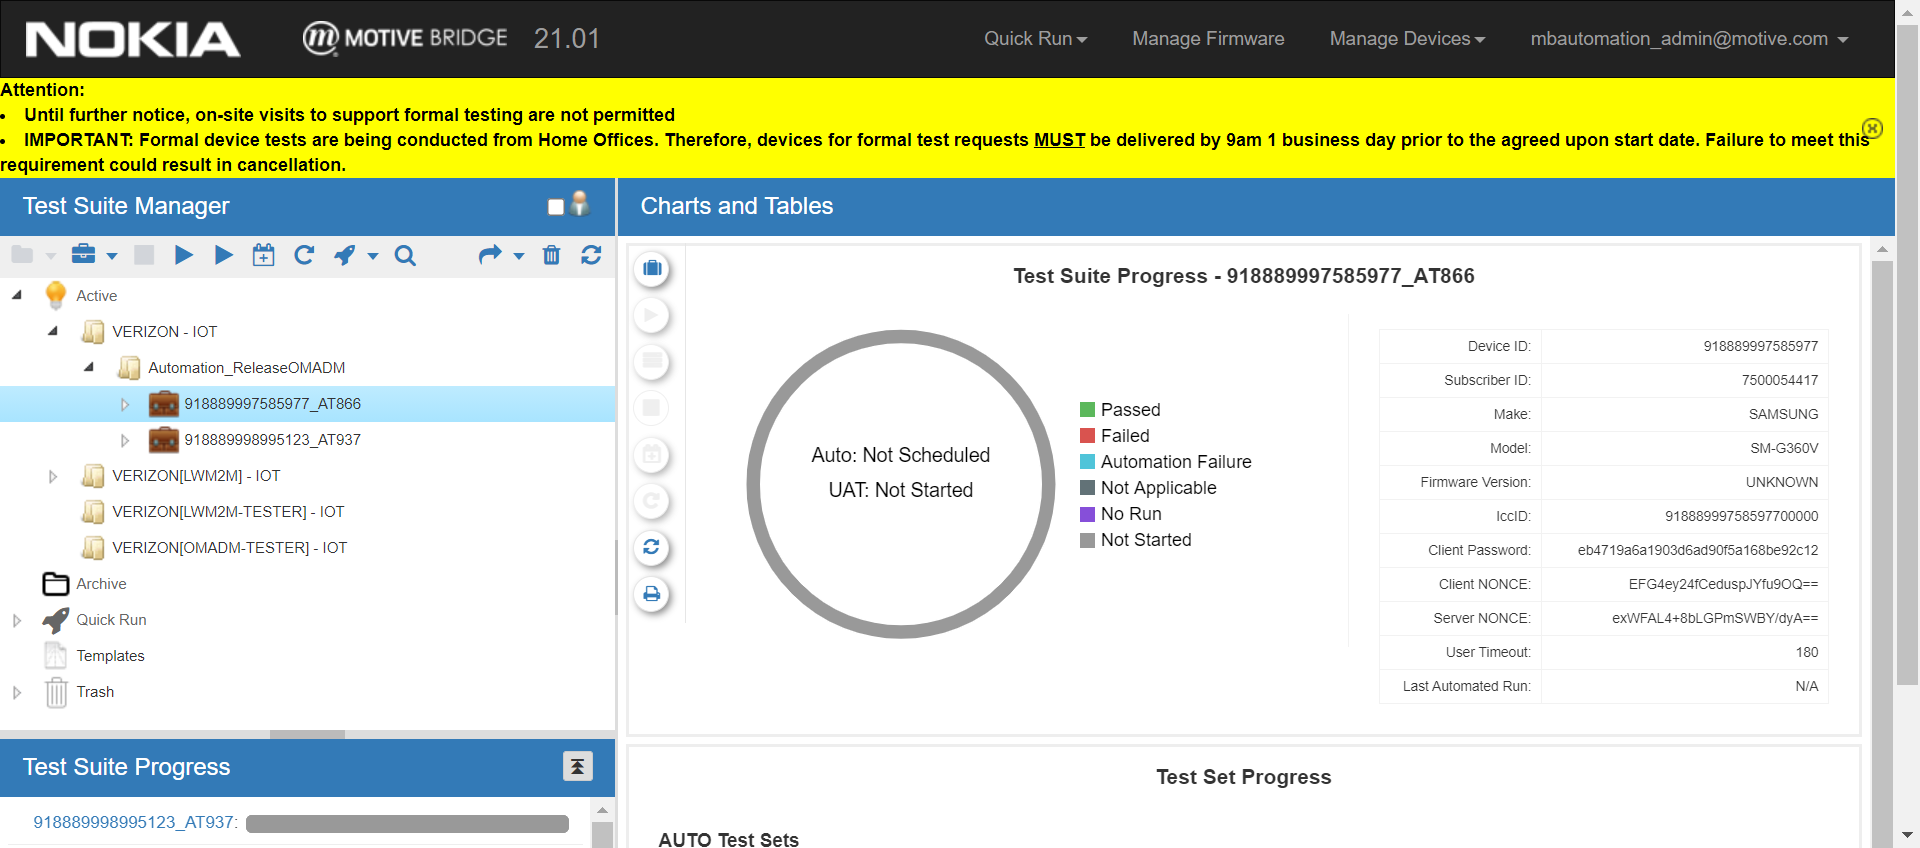 NOKIA
m MOTIVE BRIDGE 21.01
Quick Run
Manage Firmware
Manage Devices
mbautomation_admin@motive.com
Attention:
• Until further notice, on-site visits to support formal testing are not permitted
• IMPORTANT: Formal device tests are being conducted from Home Offices. Therefore, devices for formal test requests MUST be delivered by 9am 1 business day prior to the agreed upon start date. Failure to meet this
requirement could result in cancellation.
Test Suite Manager
Active
VERIZON - IOT
Automation_ReleaseOMADM
918889997585977_AT866
918889998995123_AT937
VERIZON[LWM2M] - IOT
VERIZON[LWM2M-TESTER] - IOT
VERIZON[OMADM-TESTER] - IOT
Archive
Quick Run
Templates
Trash
Test Suite Progress
918889998995123_AT937:
Charts and Tables
Test Suite Progress - 918889997585977_AT866
Auto: Not Scheduled
UAT: Not Started
Passed
Failed
Automation Failure
Not Applicable
No Run
Not Started
Device ID: 918889997585977
Subscriber ID: 7500054417
Make: SAMSUNG
Model: SM-G360V
Firmware Version: UNKNOWN
IccID: 91888999758597700000
Client Password: eb4719a6a1903d6ad90f5a168be92c12
Client NONCE: EFG4ey24fCeduspJYfu9OQ==
Server NONCE: exWFAL4+8bLGPmSWBY/dyA==
User Timeout: 180
Last Automated Run: N/A
Test Set Progress
AUTO Test Sets